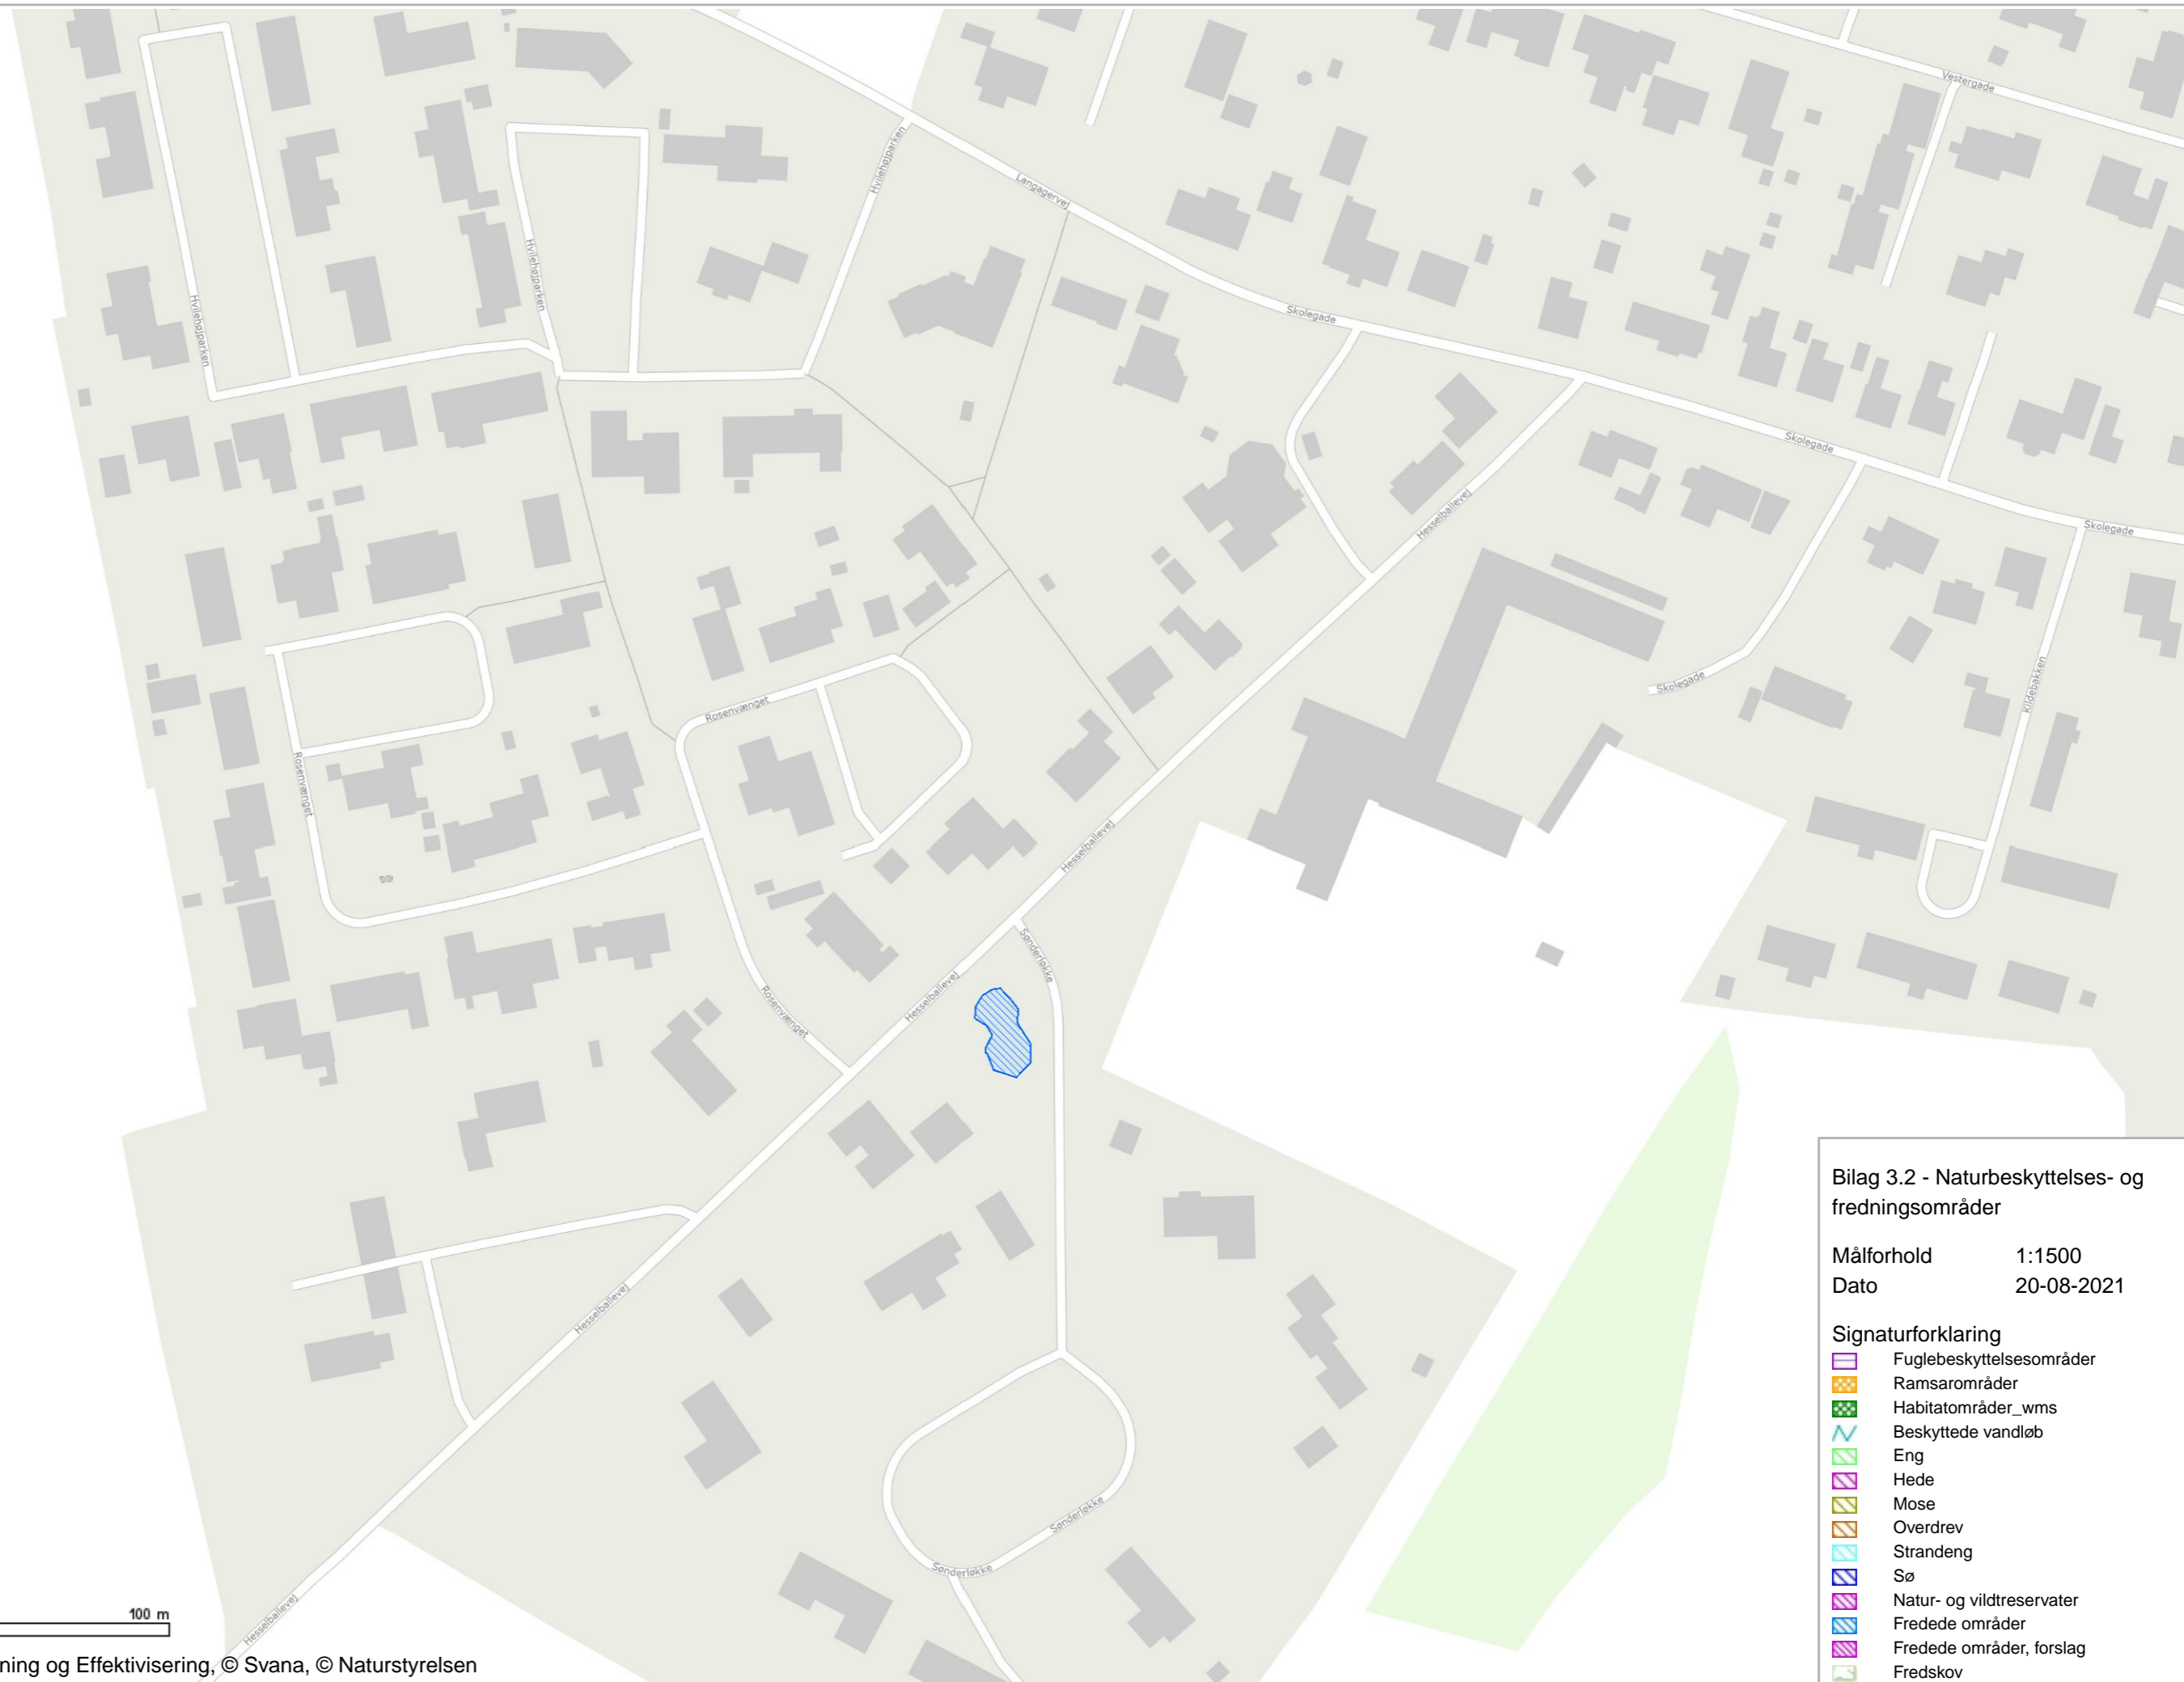 Vestergade
Hvilehøjparken
Langagervej
Hvilehøjparken
Hvilehøjparken
Skolegade
Skolegade
Hesselballevej
Skolegade
Skolegade
Kildebakken
Rosenvænget
Rosenvænget
Hesselballevej
Sønderløkke
Hesselballevej
Rosenvænget
Hesselballevej
Sønderløkke
Sønderløkke
Hesselballevej
100 m
ning og Effektivisering, © Svana, © Naturstyrelsen
Bilag 3.2 - Naturbeskyttelses- og
fredningsområder
Målforhold 1:1500
Dato 20-08-2021
Signaturforklaring
Fuglebeskyttelsesområder
Ramsarområder
Habitatområder_wms
Beskyttede vandløb
Eng
Hede
Mose
Overdrev
Strandeng
Sø
Natur- og vildtreservater
Fredede områder
Fredede områder, forslag
Fredskov